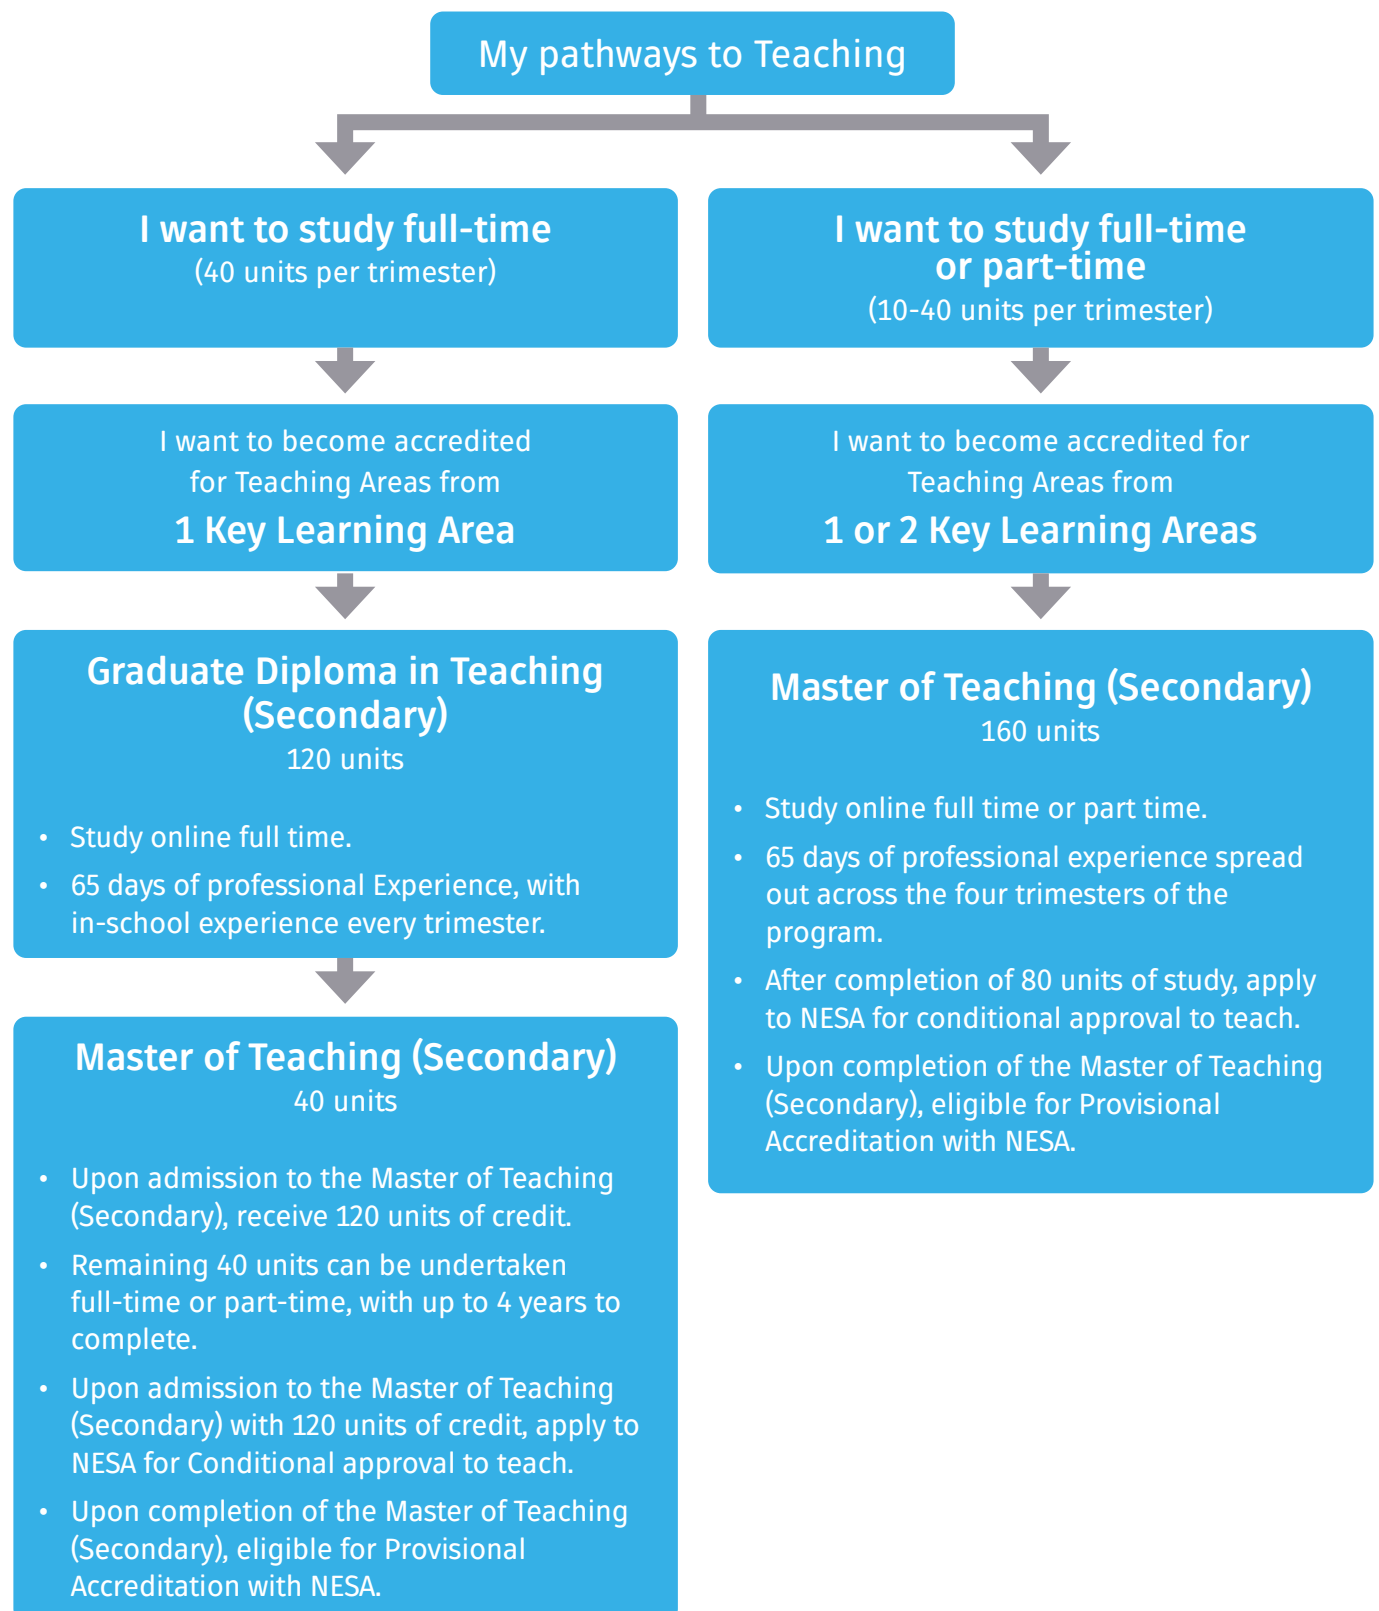 My pathways to Teaching
I want to study full-time
(40 units per trimester)
I want to become accredited
for Teaching Areas from
1 Key Learning Area
Graduate Diploma in Teaching
(Secondary)
120 units
• Study online full time.
• 65 days of professional Experience, with
in-school experience every trimester.
Master of Teaching (Secondary)
40 units
• Upon admission to the Master of Teaching
(Secondary), receive 120 units of credit.
• Remaining 40 units can be undertaken
full-time or part-time, with up to 4 years to
complete.
• Upon admission to the Master of Teaching
(Secondary) with 120 units of credit, apply to
NESA for Conditional approval to teach.
• Upon completion of the Master of Teaching
(Secondary), eligible for Provisional
Accreditation with NESA.
I want to study full-time
or part-time
(10-40 units per trimester)
I want to become accredited for
Teaching Areas from
1 or 2 Key Learning Areas
Master of Teaching (Secondary)
160 units
• Study online full time or part time.
• 65 days of professional experience spread
out across the four trimesters of the
program.
• After completion of 80 units of study, apply
to NESA for conditional approval to teach.
• Upon completion of the Master of Teaching
(Secondary), eligible for Provisional
Accreditation with NESA.